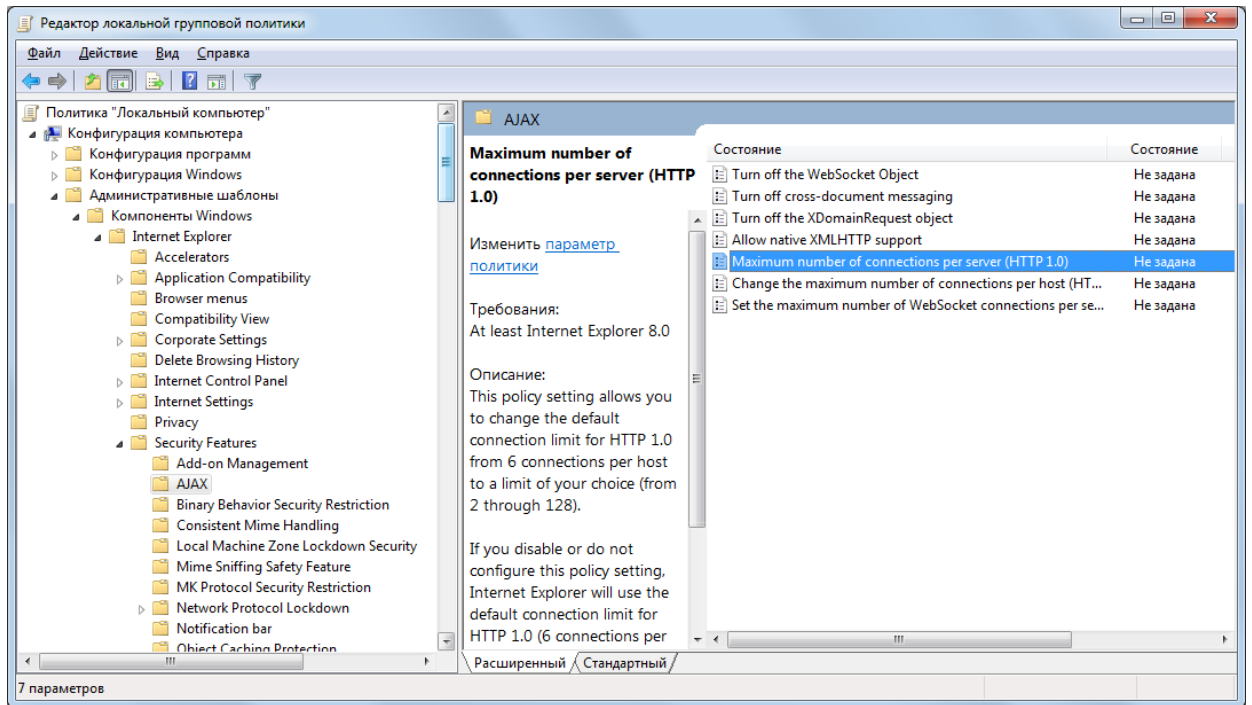 Редактор локальной групповой политики
Файл Действие Вид Справка
Политика "Локальный компьютер"
Конфигурация компьютера
Конфигурация программ
Конфигурация Windows
Административные шаблоны
Компоненты Windows
Internet Explorer
Accelerators
Application Compatibility
Browser menus
Compatibility View
Corporate Settings
Delete Browsing History
Internet Control Panel
Internet Settings
Privacy
Security Features
Add-on Management
AJAX
Binary Behavior Security Restriction
Consistent Mime Handling
Local Machine Zone Lockdown Security
Mime Sniffing Safety Feature
MK Protocol Security Restriction
Network Protocol Lockdown
Notification bar
Object Caching Protection
AJAX
Maximum number of
connections per server (HTTP
1.0)
Изменить параметр
политики
Требования:
At least Internet Explorer 8.0
Описание:
This policy setting allows you
to change the default
connection limit for HTTP 1.0
from 6 connections per host
to a limit of your choice (from
2 through 128).
If you disable or do not
configure this policy setting,
Internet Explorer will use the
default connection limit for
HTTP 1.0 (6 connections per
Состояние Состояние
Turn off the WebSocket Object Не задана
Turn off cross-document messaging Не задана
Turn off the XDomainRequest object Не задана
Allow native XMLHTTP support Не задана
Maximum number of connections per server (HTTP 1.0) Не задана
Change the maximum number of connections per host (HT... Не задана
Set the maximum number of WebSocket connections per se... Не задана
Расширенный Стандартный
7 параметров